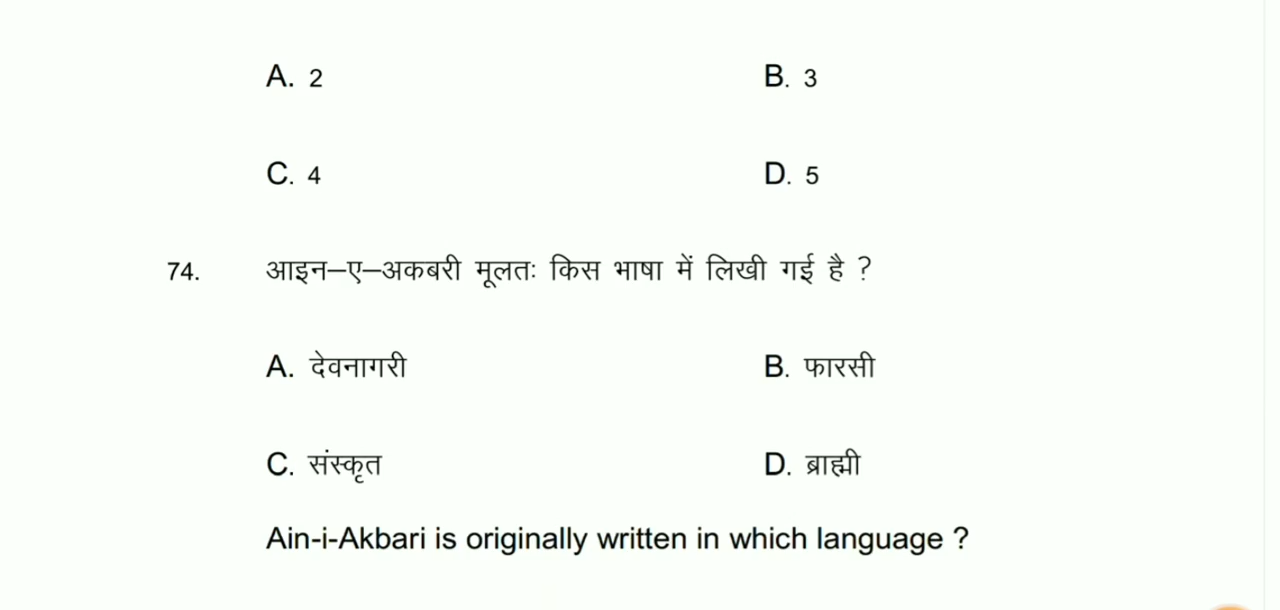 A. 2 B. 3
C. 4 D. 5
74. आइन–ए–अकबरी मूलतः किस भाषा में लिखी गई है ?
A. देवनागरी B. फारसी
C. संस्कृत D. ब्राह्मी
Ain-i-Akbari is originally written in which language ?